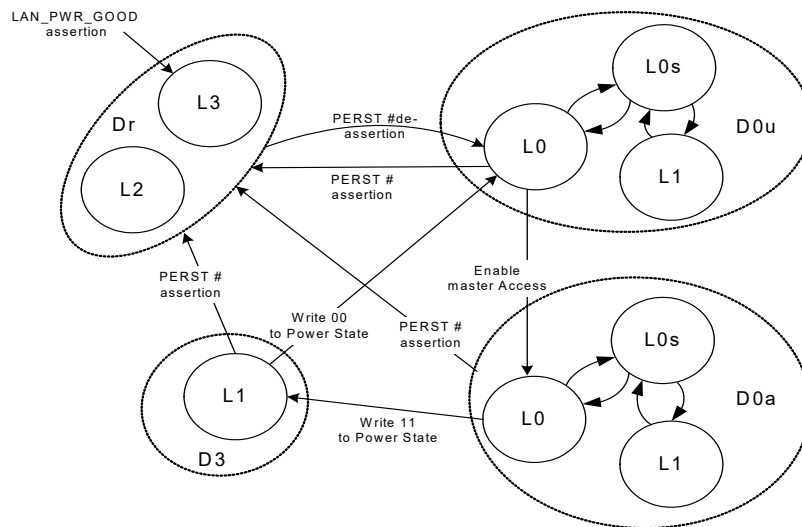 LAN_PWR_GOOD
assertion
L3
Dr
L2
PERST #de-
assertion
PERST #
assertion
L0s
L0
D0u
L1
PERST #
assertion
Write 00
to Power State
PERST #
assertion
Enable
master Access
L1
D3
Write 11
to Power State
L0s
L0
D0a
L1